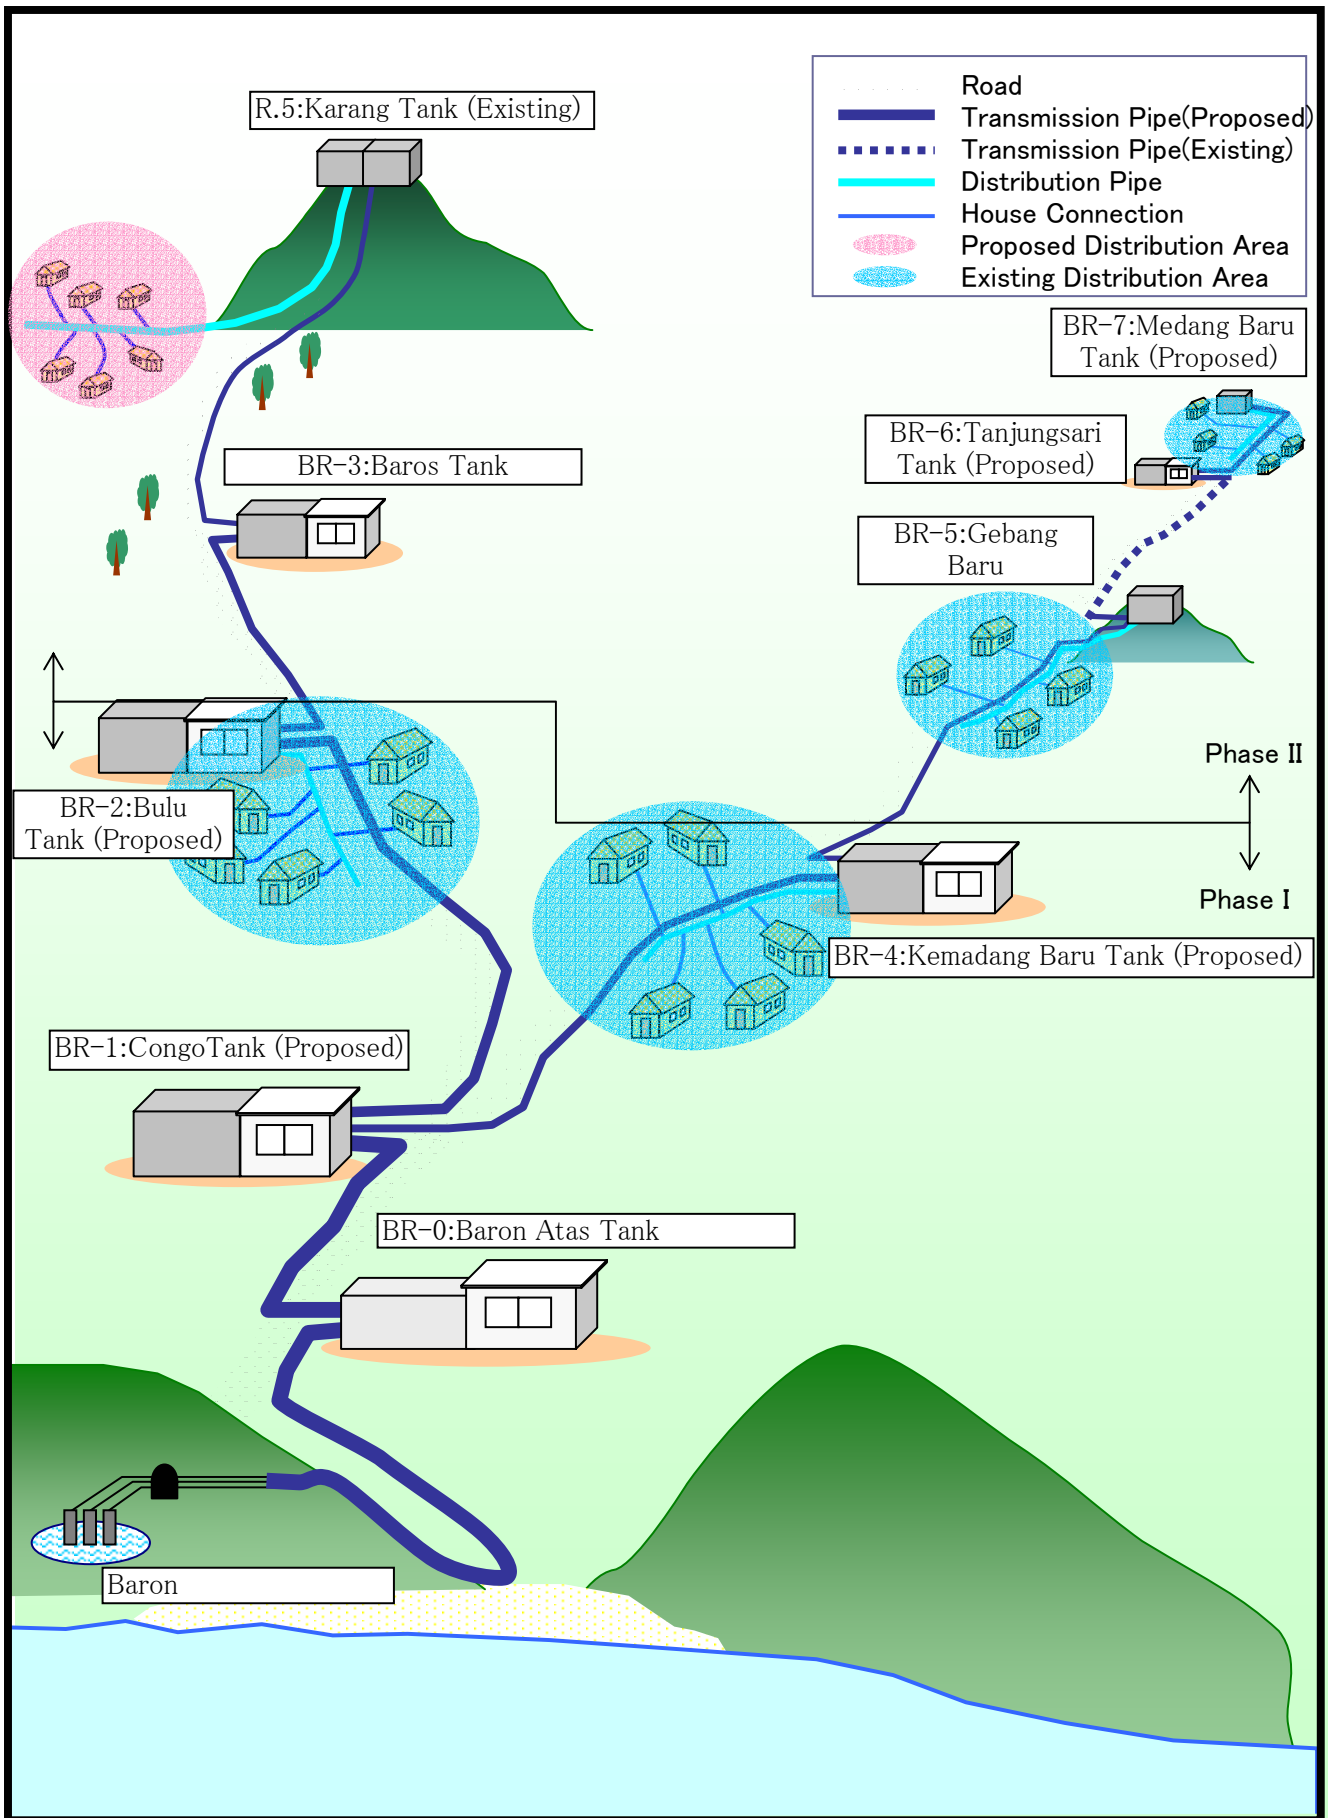 Road
Transmission Pipe(Proposed)
Transmission Pipe(Existing)
Distribution Pipe
House Connection
Proposed Distribution Area
Existing Distribution Area
R.5:Karang Tank (Existing)
BR-7:Medang Baru
Tank (Proposed)
BR-6:Tanjungsari
Tank (Proposed)
BR-3:Baros Tank
BR-5:Gebang
Baru
Phase II
BR-2:Bulu
Tank (Proposed)
Phase I
BR-4:Kemadang Baru Tank (Proposed)
BR-1:CongoTank (Proposed)
BR-0:Baron Atas Tank
Baron